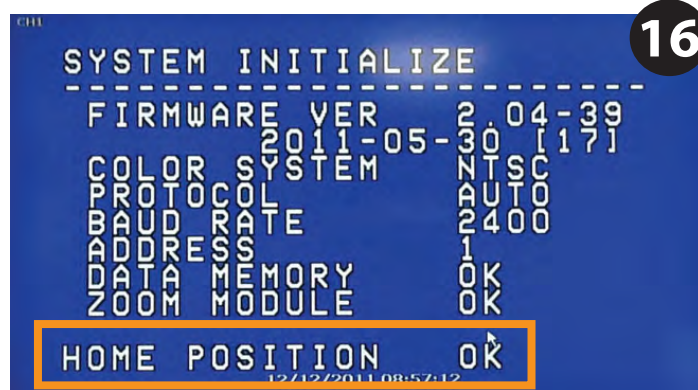 CH1
16
SYSTEM INITIALIZE
FIRMWARE VER 2.04-39
2011-05-30 [17]
COLOR SYSTEM NTSC
PROTOCOL AUTO
BAUD RATE 2400
ADDRESS 1
DATA MEMORY OK
ZOOM MODULE OK
HOME POSITION OK
12/12/2011 08:57:12